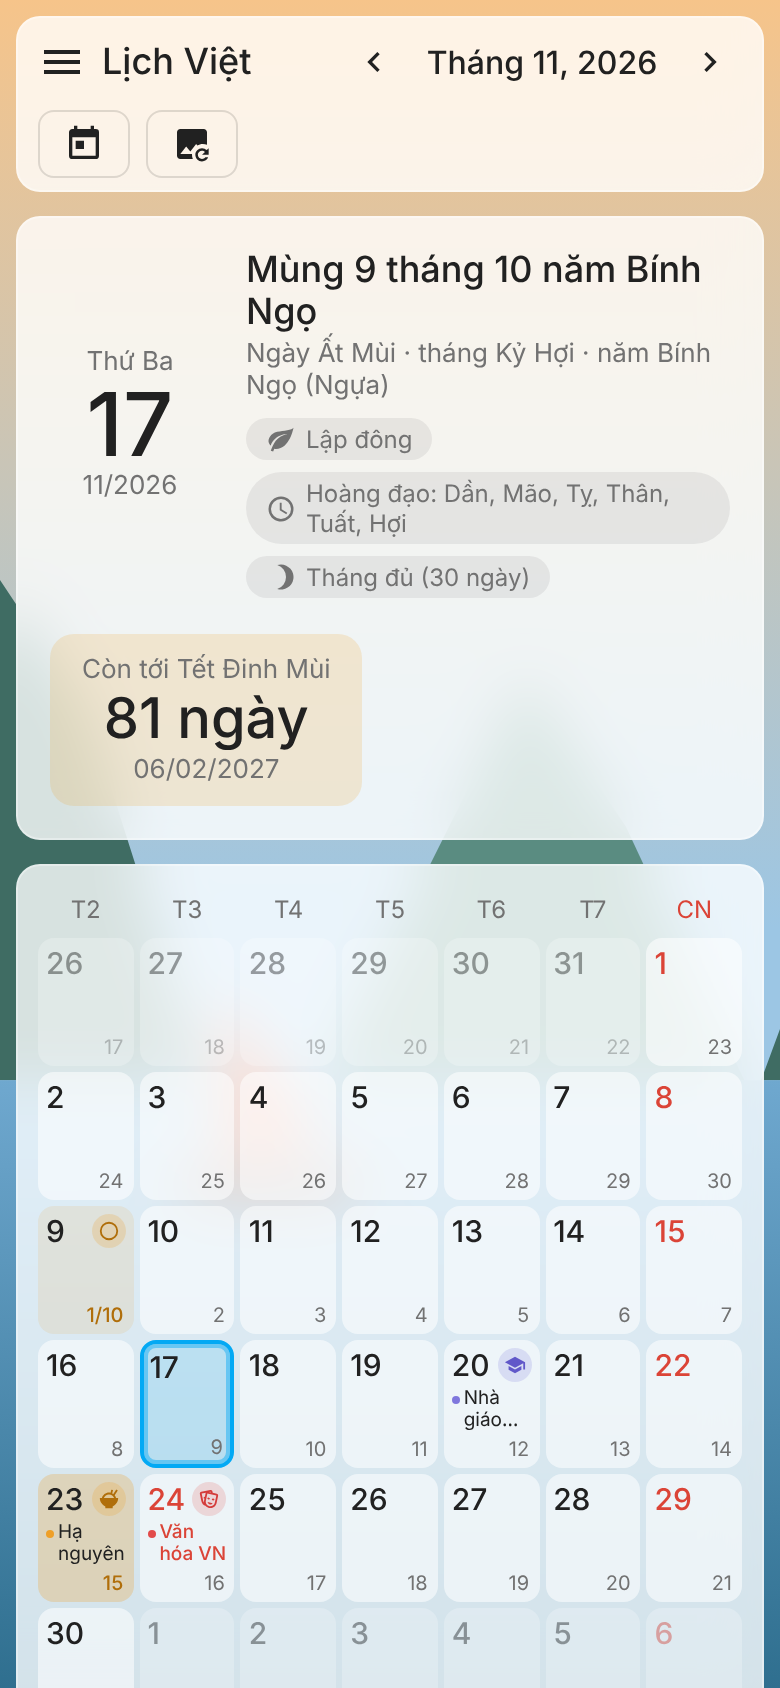 Lịch Việt
Tháng 11, 2026
Mùng 9 tháng 10 năm Bính
Ngọ
Ngày Ất Mùi · tháng Kỷ Hợi · năm Bính
Ngọ (Ngựa)
Thứ Ba
17
11/2026
Lập đông
Hoàng đạo: Dần, Mão, Tỵ, Thân,
Tuất, Hợi
Tháng đủ (30 ngày)
Còn tới Tết Đinh Mùi
81 ngày
06/02/2027
T2 T3 T4 T5 T6 T7 CN
26 27 28 29 30 31 1
17 18 19 20 21 22 23
2 3 4 5 6 7 8
24 25 26 27 28 29 30
9 10 11 12 13 14 15
1/10 2 3 4 5 6 7
16 17 18 19 20 21 22
Nhà
giáo...
8 9 10 11 12 13 14
23 24 25 26 27 28 29
Hạ Văn
nguyên hóa VN
15 16 17 18 19 20 21
30 1 2 3 4 5 6